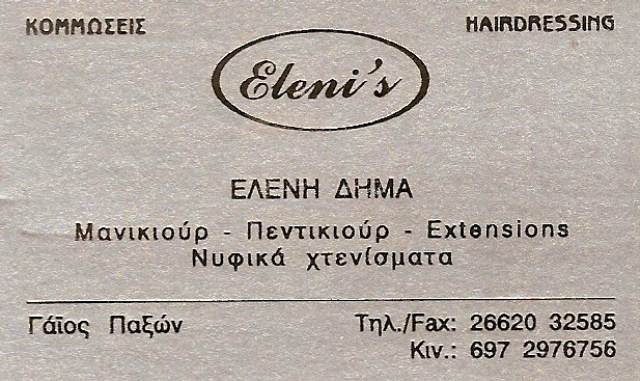 ΚΟΜΜΩΣΕΙΣ HAIRDRESSING
Eleni's
ΕΛΕΝΗ ΔΗΜΑ
Μανικιούρ - Πεντικιούρ - Extensions
Νυφικά χτενίσματα
Γάϊος Παξών Τηλ./Fax: 26620 32585
Κιν.: 697 2976756